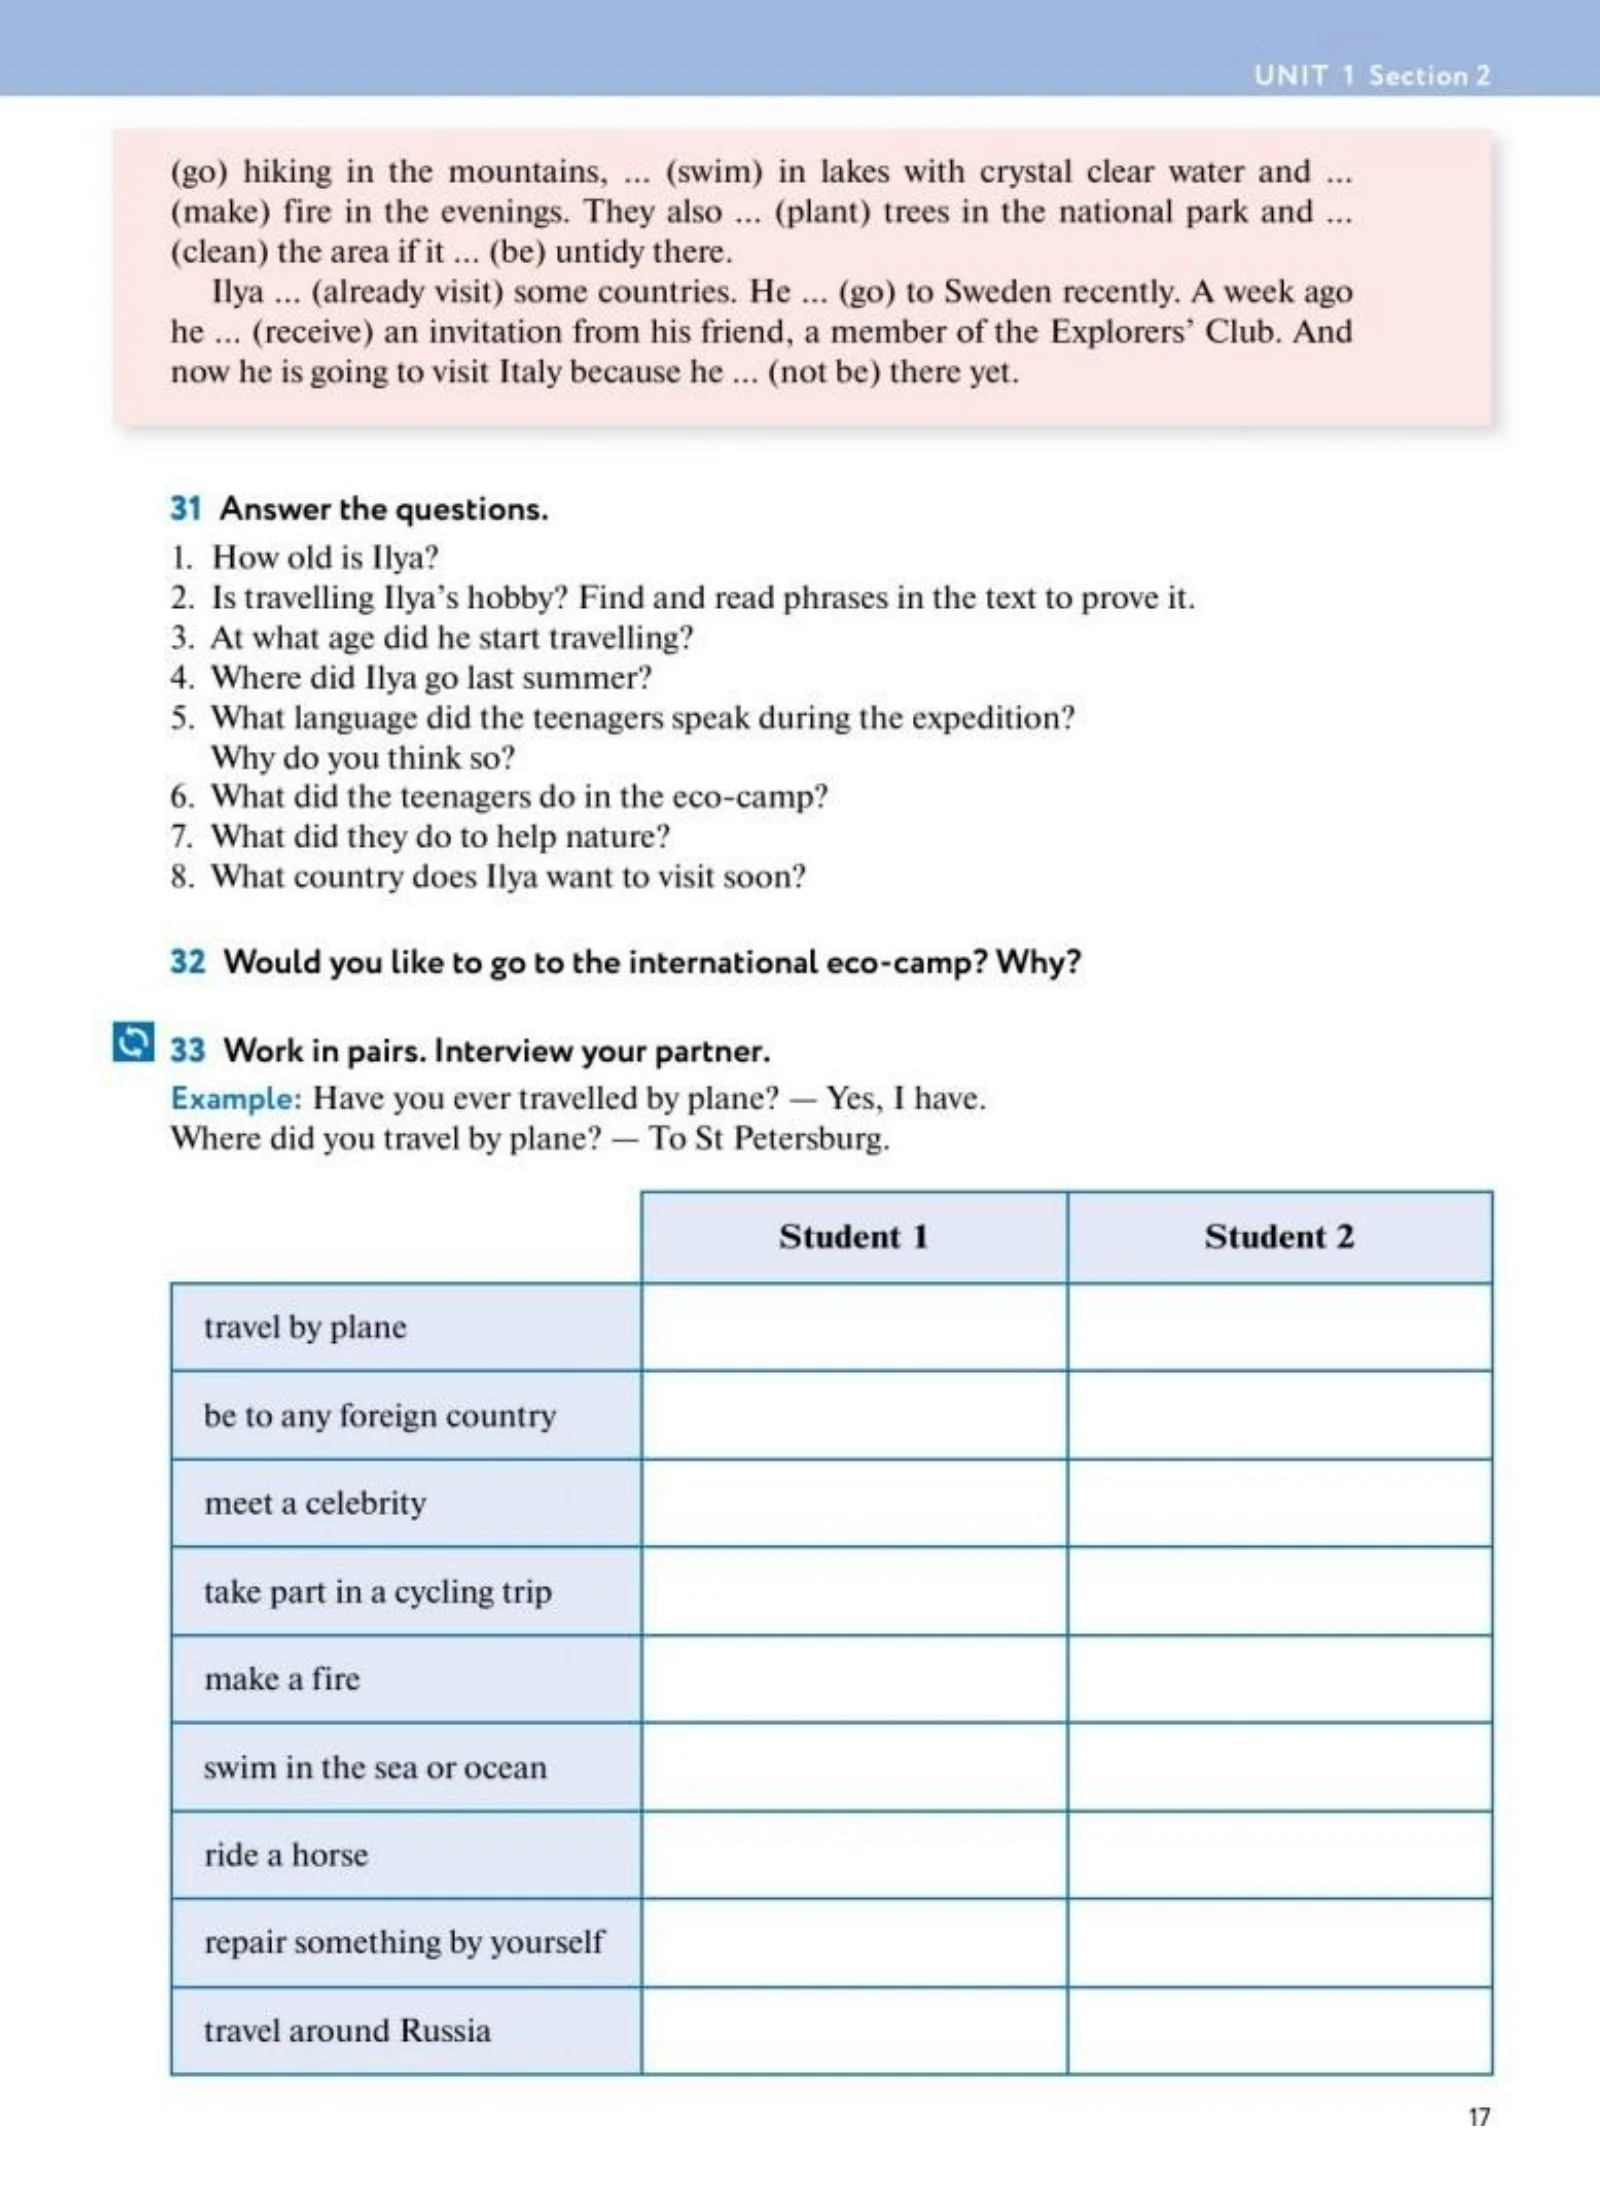 UNIT 1 Section 2
(go) hiking in the mountains, ... (swim) in lakes with crystal clear water and ...
(make) fire in the evenings. They also ... (plant) trees in the national park and ...
(clean) the area if it ... (be) untidy there.
Ilya ... (already visit) some countries. He ... (go) to Sweden recently. A week ago
he ... (receive) an invitation from his friend, a member of the Explorers’ Club. And
now he is going to visit Italy because he ... (not be) there yet.
31 Answer the questions.
1. How old is Ilya?
2. Is travelling Ilya’s hobby? Find and read phrases in the text to prove it.
3. At what age did he start travelling?
4. Where did Ilya go last summer?
5. What language did the teenagers speak during the expedition?
Why do you think so?
6. What did the teenagers do in the eco-camp?
7. What did they do to help nature?
8. What country does Ilya want to visit soon?
32 Would you like to go to the international eco-camp? Why?
33 Work in pairs. Interview your partner.
Example: Have you ever travelled by plane? — Yes, I have.
Where did you travel by plane? — To St Petersburg.
Student 1 Student 2
travel by plane
be to any foreign country
meet a celebrity
take part in a cycling trip
make a fire
swim in the sea or ocean
ride a horse
repair something by yourself
travel around Russia
17